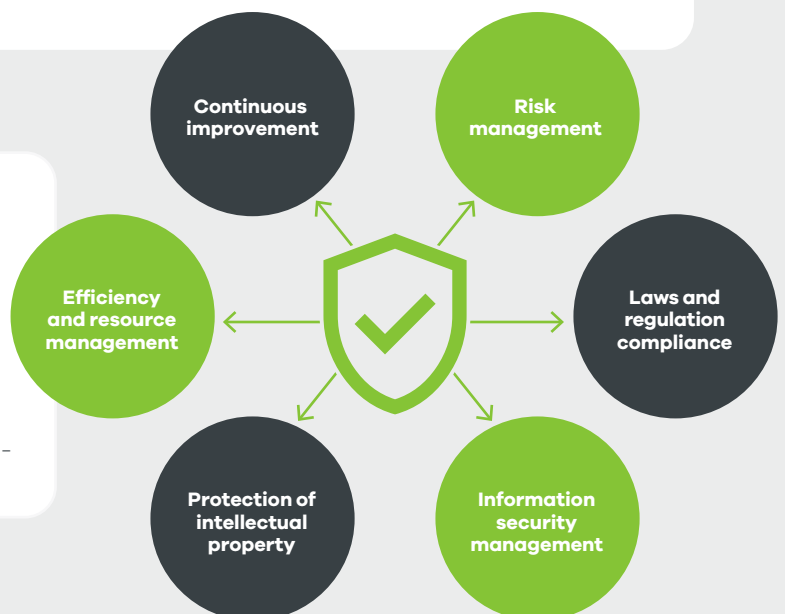 Continuous
improvement
Risk
management
Efficiency
and resource
management
Laws and
regulation
compliance
–
Protection of
intellectual
property
Information
security
management